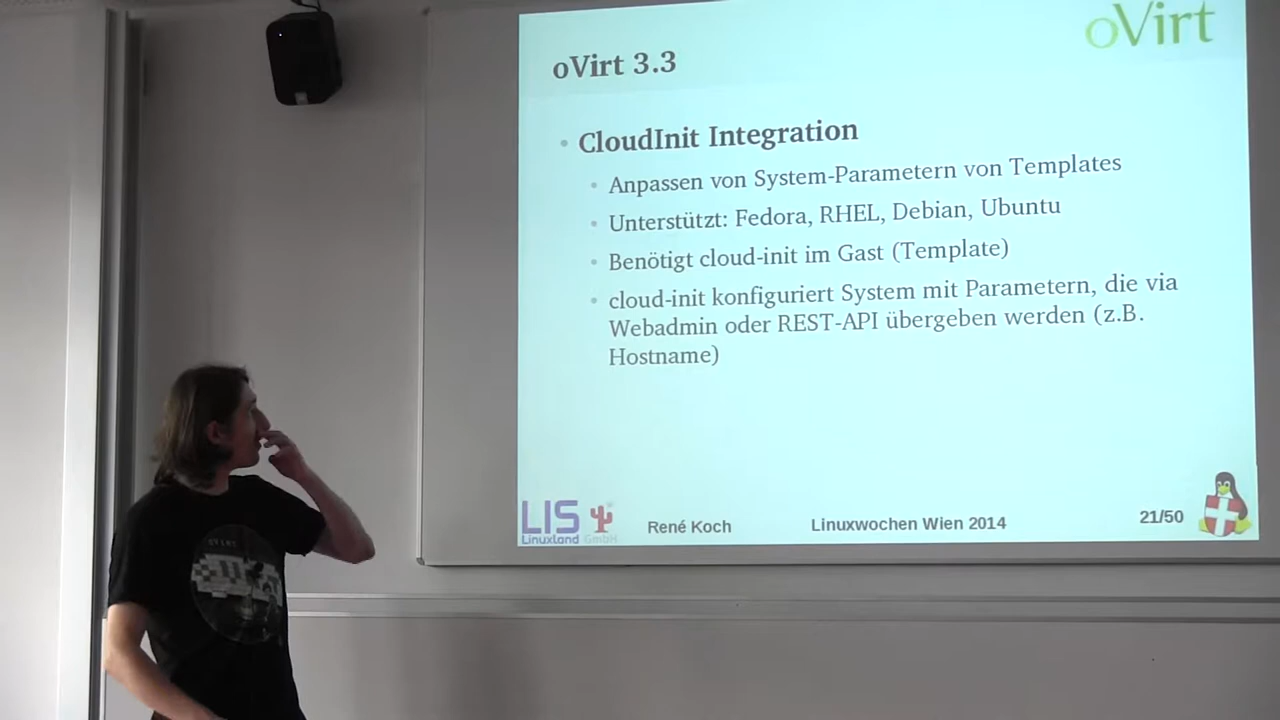 oVirt
oVirt 3.3
CloudInit Integration
Anpassen von System-Parametern von Templates
Unterstützt: Fedora, RHEL, Debian, Ubuntu
Benötigt cloud-init im Gast (Template)
cloud-init konfiguriert System mit Parametern, die via
Webadmin oder REST-API übergeben werden (z.B.
Hostname)
LIS
Linuxland GmbH
René Koch
Linuxwochen Wien 2014
21/50